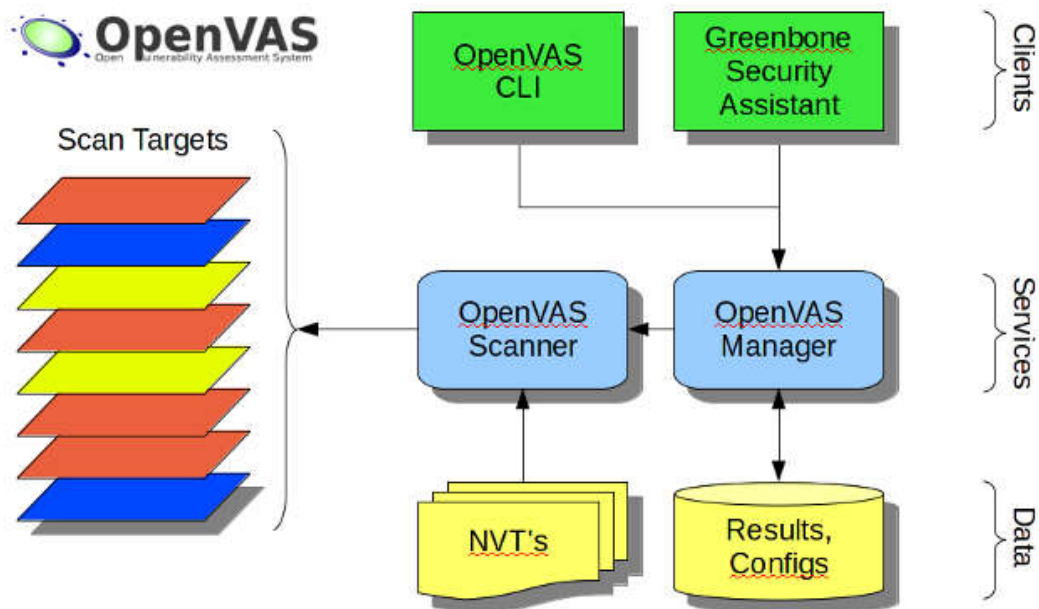 OpenVAS
Open Vulnerability Assessment System
OpenVAS
CLI
Greenbone
Security
Assistant
Clients
Scan Targets
OpenVAS
Scanner
OpenVAS
Manager
Services
NVT's
Results,
Configs
Data